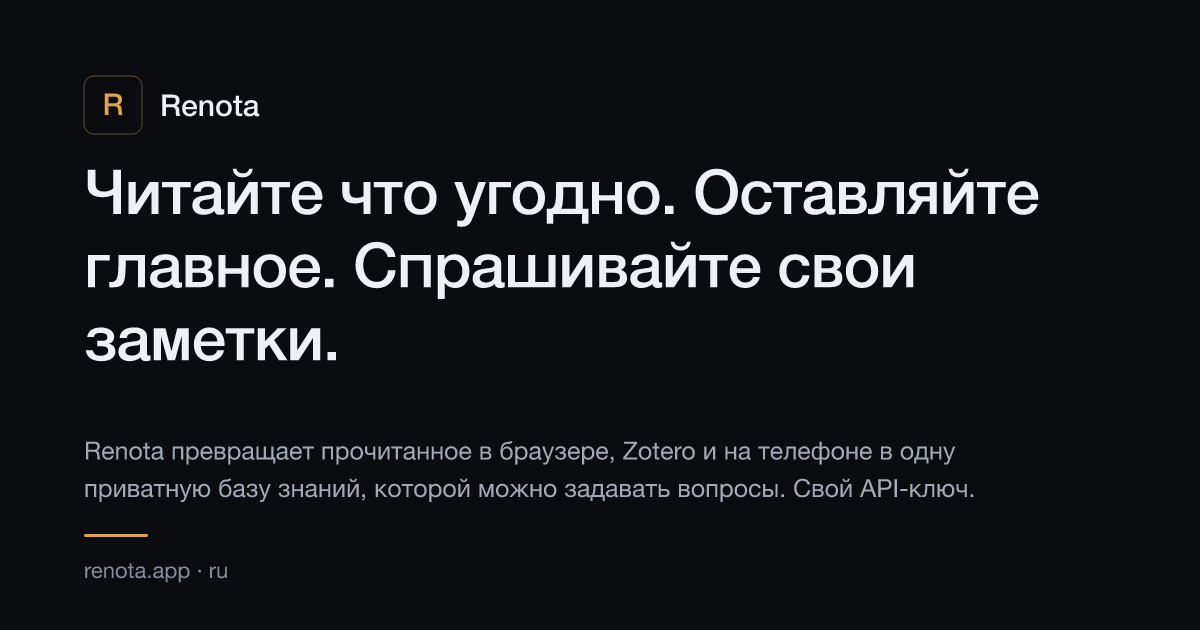 R
Renota
Читайте что угодно. Оставляйте
главное. Спрашивайте свои
заметки.
Renota превращает прочитанное в браузере, Zotero и на телефоне в одну
приватную базу знаний, которой можно задавать вопросы. Свой API-ключ.
renota.app · ru